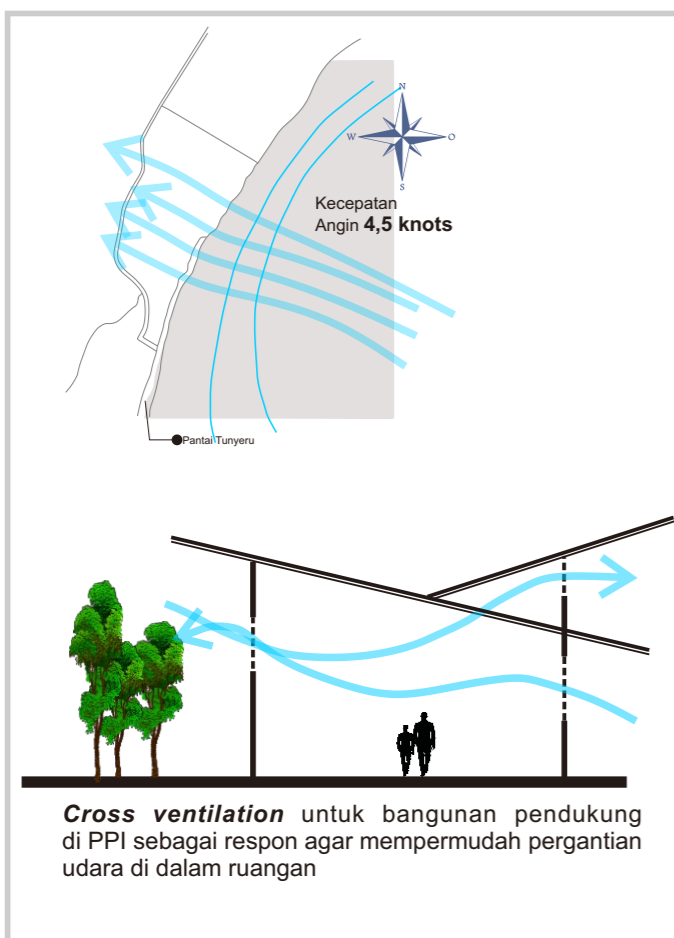 N
W
O
S
Kecepatan
Angin 4,5 knots
Pantai Tunyeru
Cross ventilation untuk bangunan pendukung
di PPI sebagai respon agar mempermudah pergantian
udara di dalam ruangan